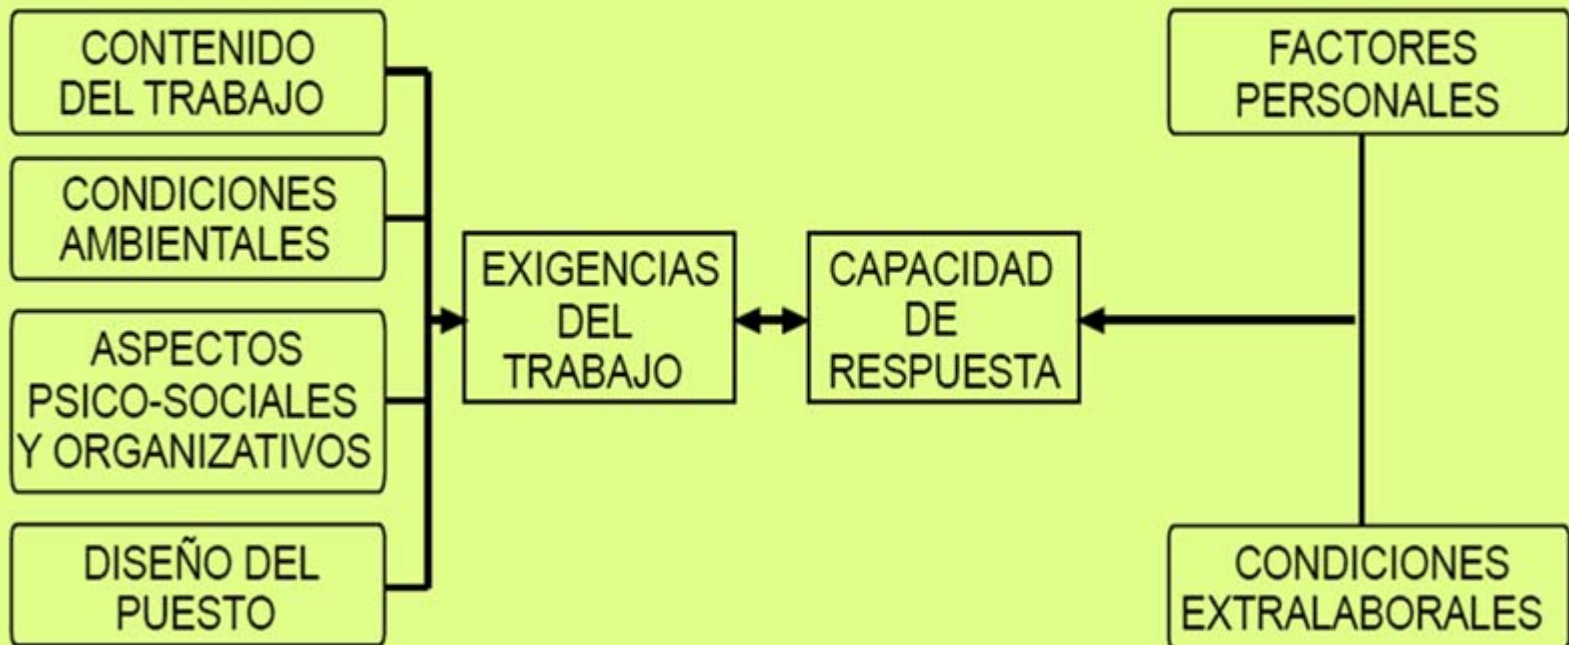 CONTENIDO
DEL TRABAJO
CONDICIONES
AMBIENTALES
ASPECTOS
PSICO-SOCIALES
Y ORGANIZATIVOS
DISEÑO DEL
PUESTO
EXIGENCIAS
DEL
TRABAJO
CAPACIDAD
DE
RESPUESTA
FACTORES
PERSONALES
CONDICIONES
EXTRALABORALES